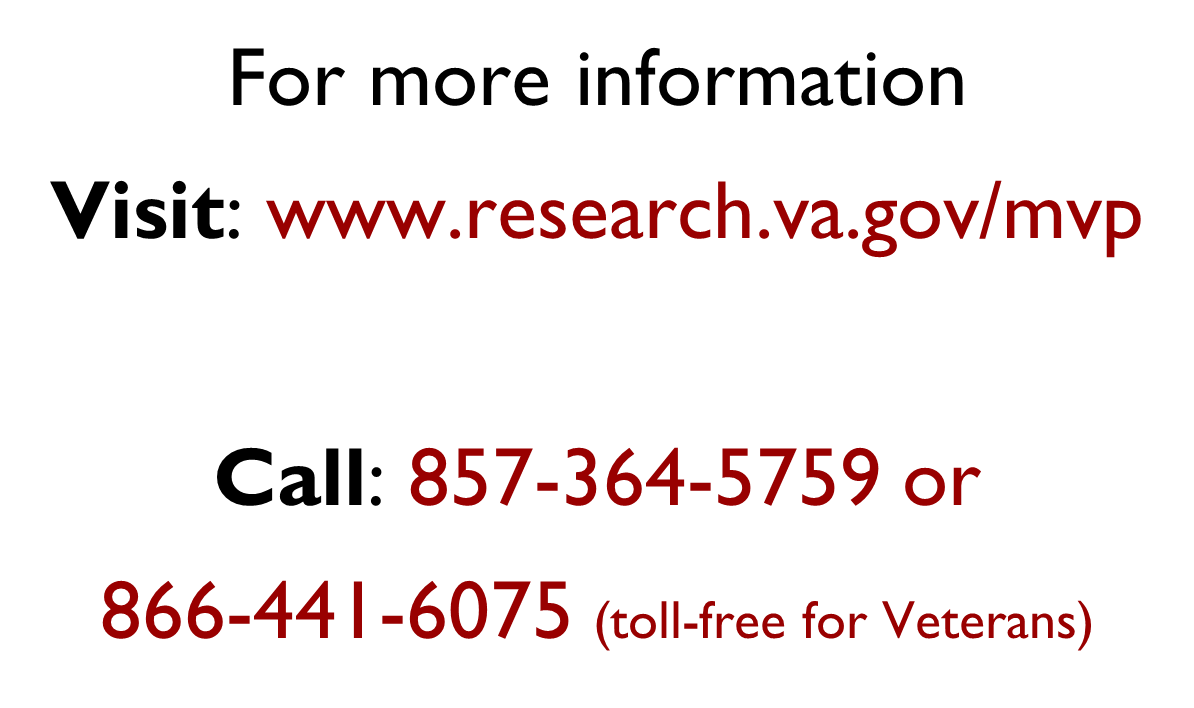 For more information
Visit: www.research.va.gov/mvp
Call: 857-364-5759 or
866-441-6075 (toll-free for Veterans)